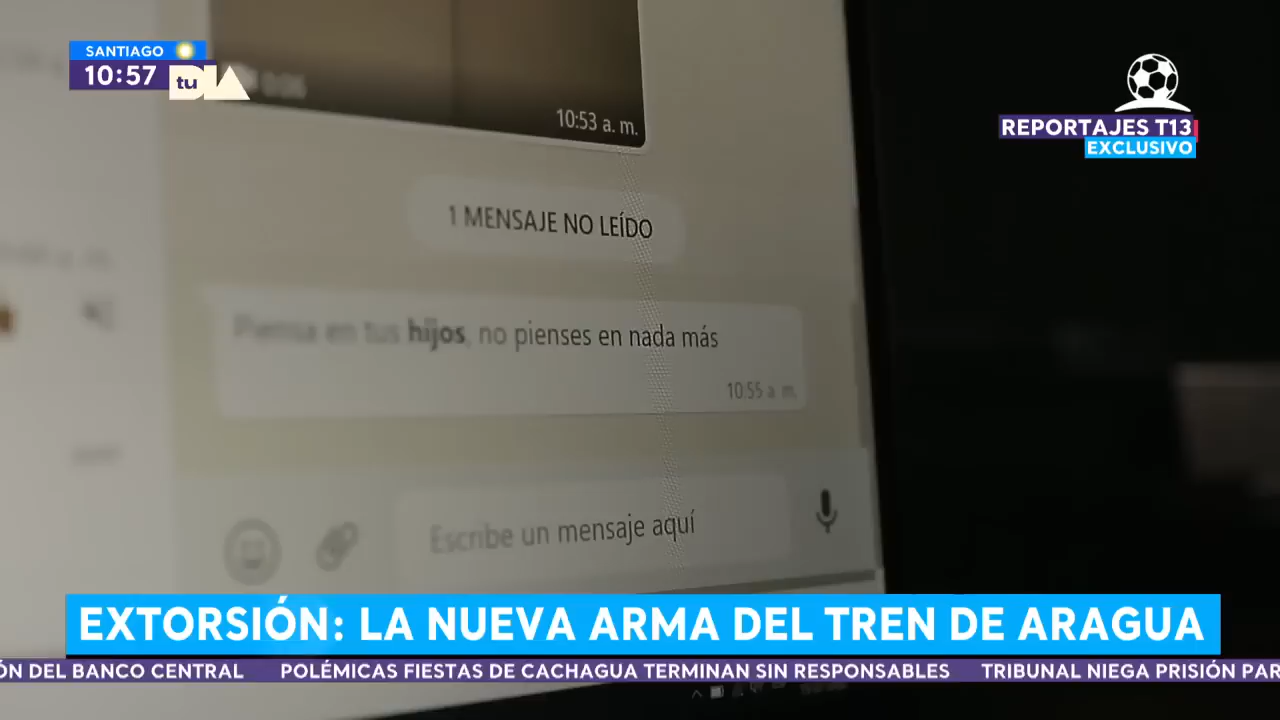 SANTIAGO
10:57
tu DIA
REPORTAJES T13
EXCLUSIVO
10:53 a. m.
1 MENSAJE NO LEÍDO
Piensa en tus hijos, no pienses en nada más
10:55 a. m.
Escribe un mensaje aquí
EXTORSIÓN: LA NUEVA ARMA DEL TREN DE ARAGUA
ÓN DEL BANCO CENTRAL POLÉMICAS FIESTAS DE CACHAGUA TERMINAN SIN RESPONSABLES TRIBUNAL NIEGA PRISIÓN PAR